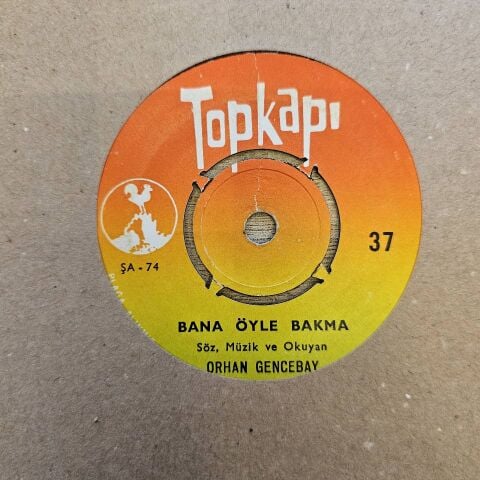 Topkapı
37
ŞA - 74
BANA ÖYLE BAKMA
Söz, Müzik ve Okuyan
ORHAN GENCEBAY